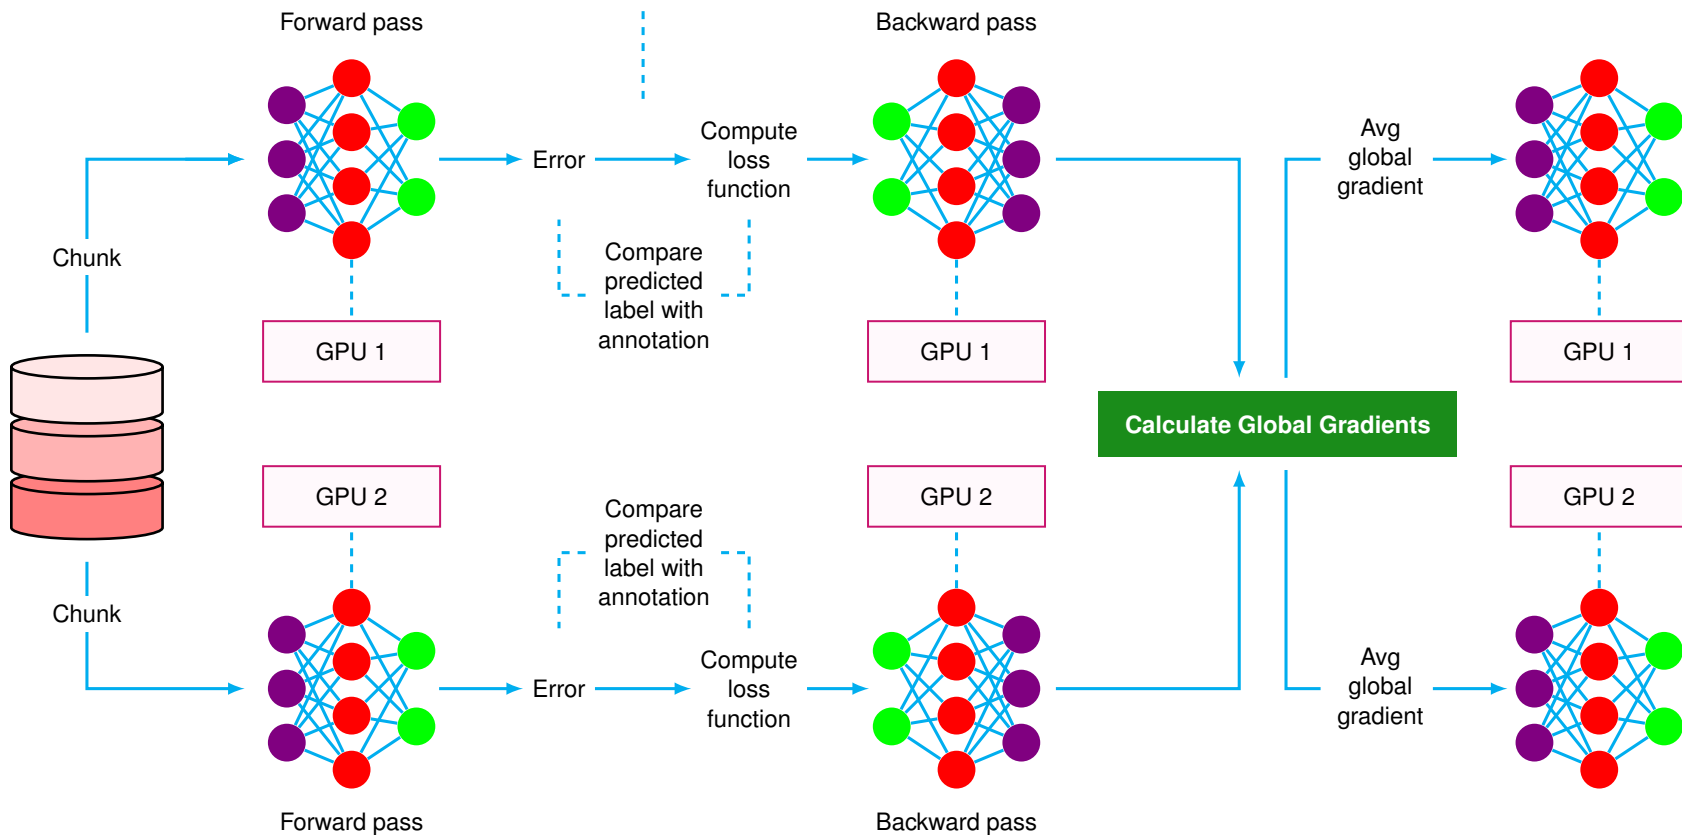 Forward pass
Backward pass
Error
Compute
loss
function
Avg
global
gradient
Chunk
Compare
predicted
label with
annotation
GPU 1
GPU 1
GPU 1
Calculate Global Gradients
GPU 2
GPU 2
GPU 2
Compare
predicted
label with
annotation
Chunk
Error
Compute
loss
function
Avg
global
gradient
Forward pass
Backward pass